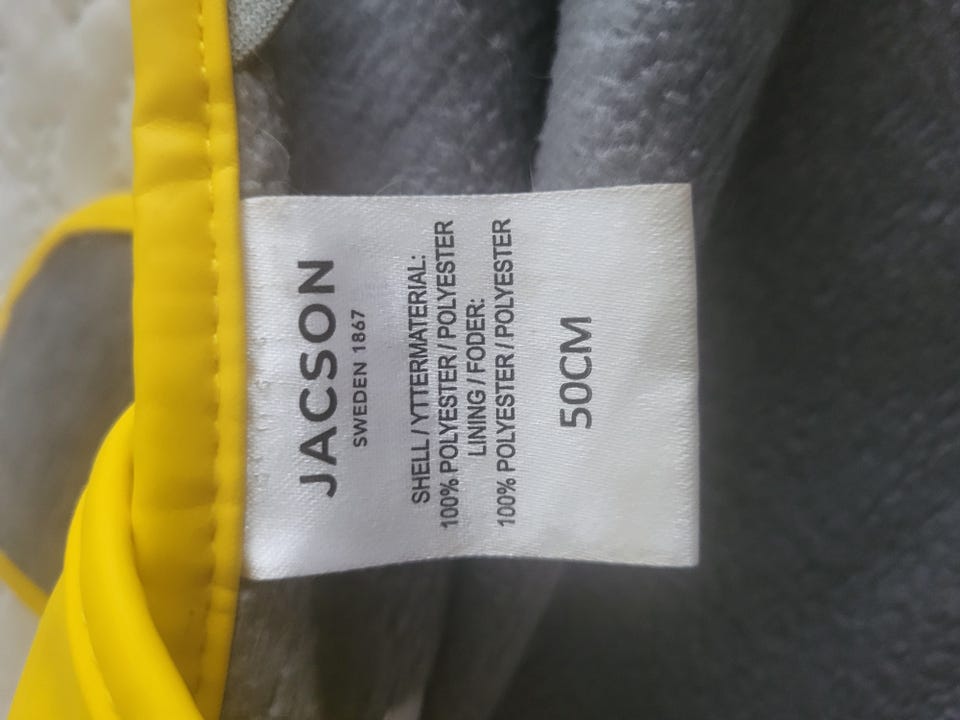 JACSON
SWEDEN 1867
SHELL / YTTERMATERIAL:
100% POLYESTER / POLYESTER
LINING / FODER:
100% POLYESTER / POLYESTER
50CM